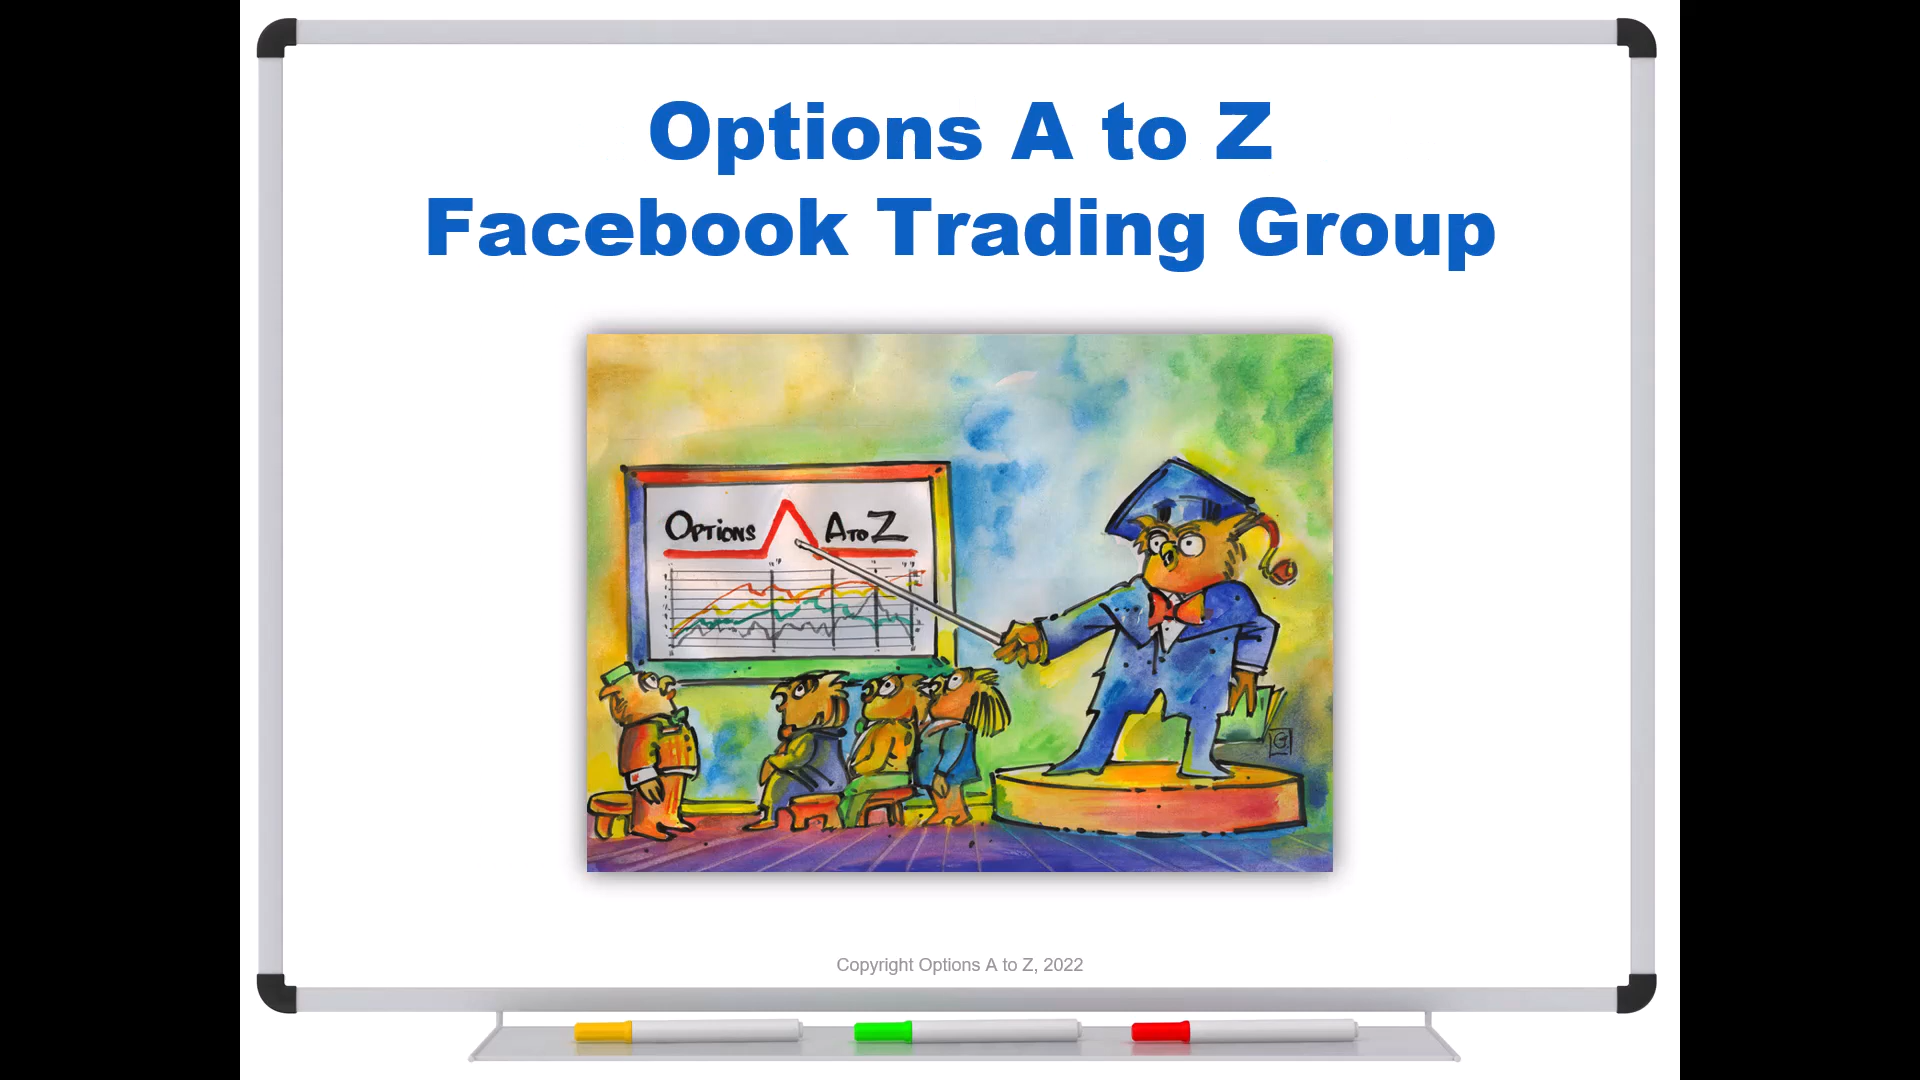 Options A to Z
Facebook Trading Group
OPTIONS A TO Z
Copyright Options A to Z, 2022